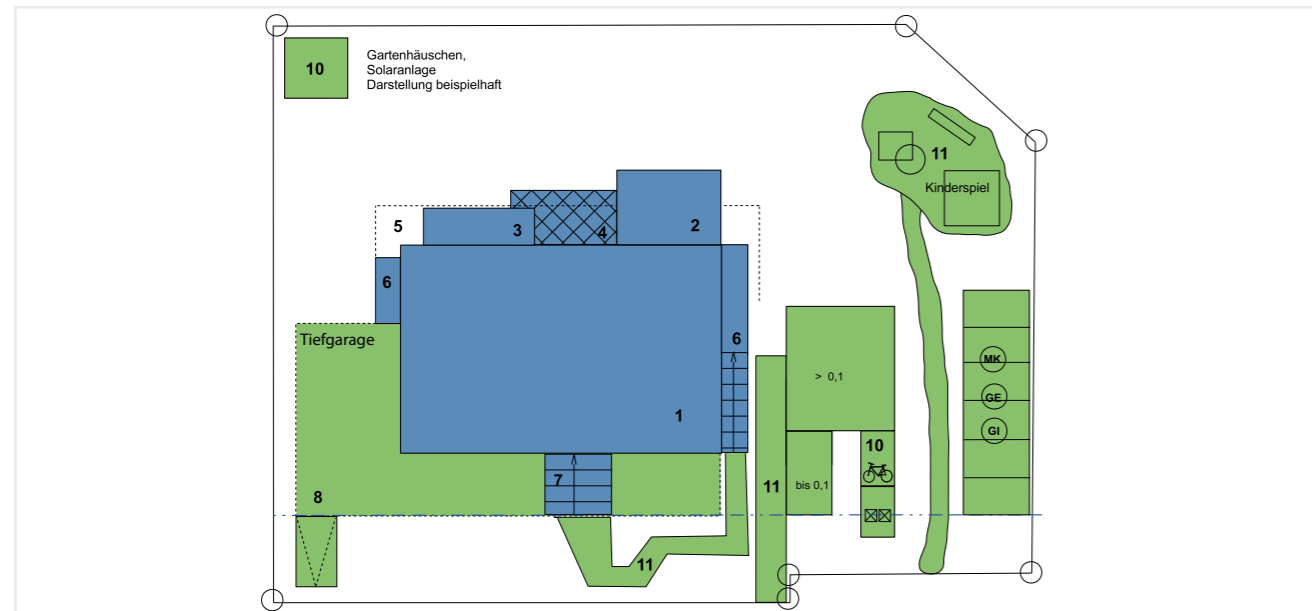 10
Gartenhäuschen,
Solaranlage
Darstellung beispielhaft
11
Kinderspiel
5
3
4
2
6
Tiefgarage
6
MK
> 0,1
GE
1
GI
10
7
11
bis 0,1
8
11